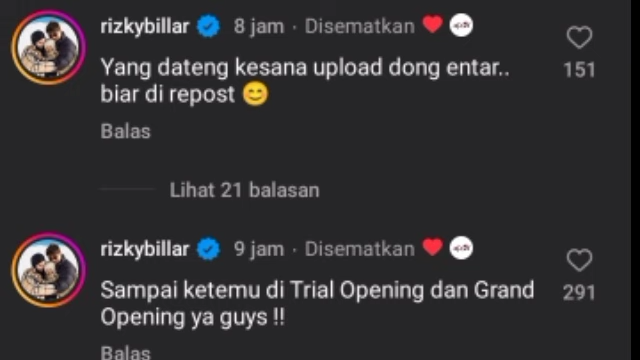 rizkybillar 8 jam · Disematkan
Yang dateng kesana upload dong entar..
biar di repost 😊
151
Balas
Lihat 21 balasan
rizkybillar 9 jam · Disematkan
Sampai ketemu di Trial Opening dan Grand
Opening ya guys !!
291
Balas